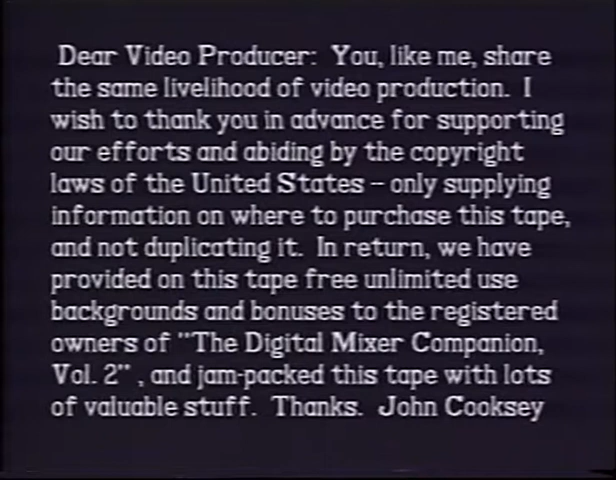 Dear Video Producer: You, like me, share
the same livelihood of video production. I
wish to thank you in advance for supporting
our efforts and abiding by the copyright
laws of the United States – only supplying
information on where to purchase this tape,
and not duplicating it. In return, we have
provided on this tape free unlimited use
backgrounds and bonuses to the registered
owners of "The Digital Mixer Companion,
Vol. 2" , and jam-packed this tape with lots
of valuable stuff. Thanks. John Cooksey